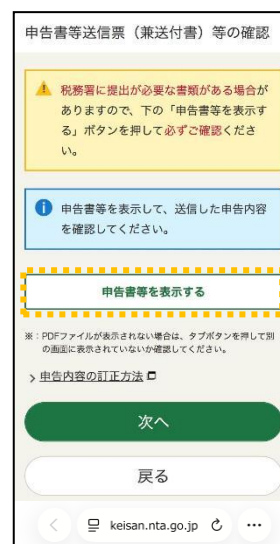 申告書等送信票（兼送付書）等の確認
税務署に提出が必要な書類がある場合が
ありますので、下の「申告書等を表示す
る」ボタンを押して必ずご確認くださ
い。
申告書等を表示して、送信した申告内容
を確認してください。
申告書等を表示する
※：PDFファイルが表示されない場合は、タブボタンを押して別
の画面に表示されていないか確認してください。
申告内容の訂正方法
次へ
戻る
keisan.nta.go.jp